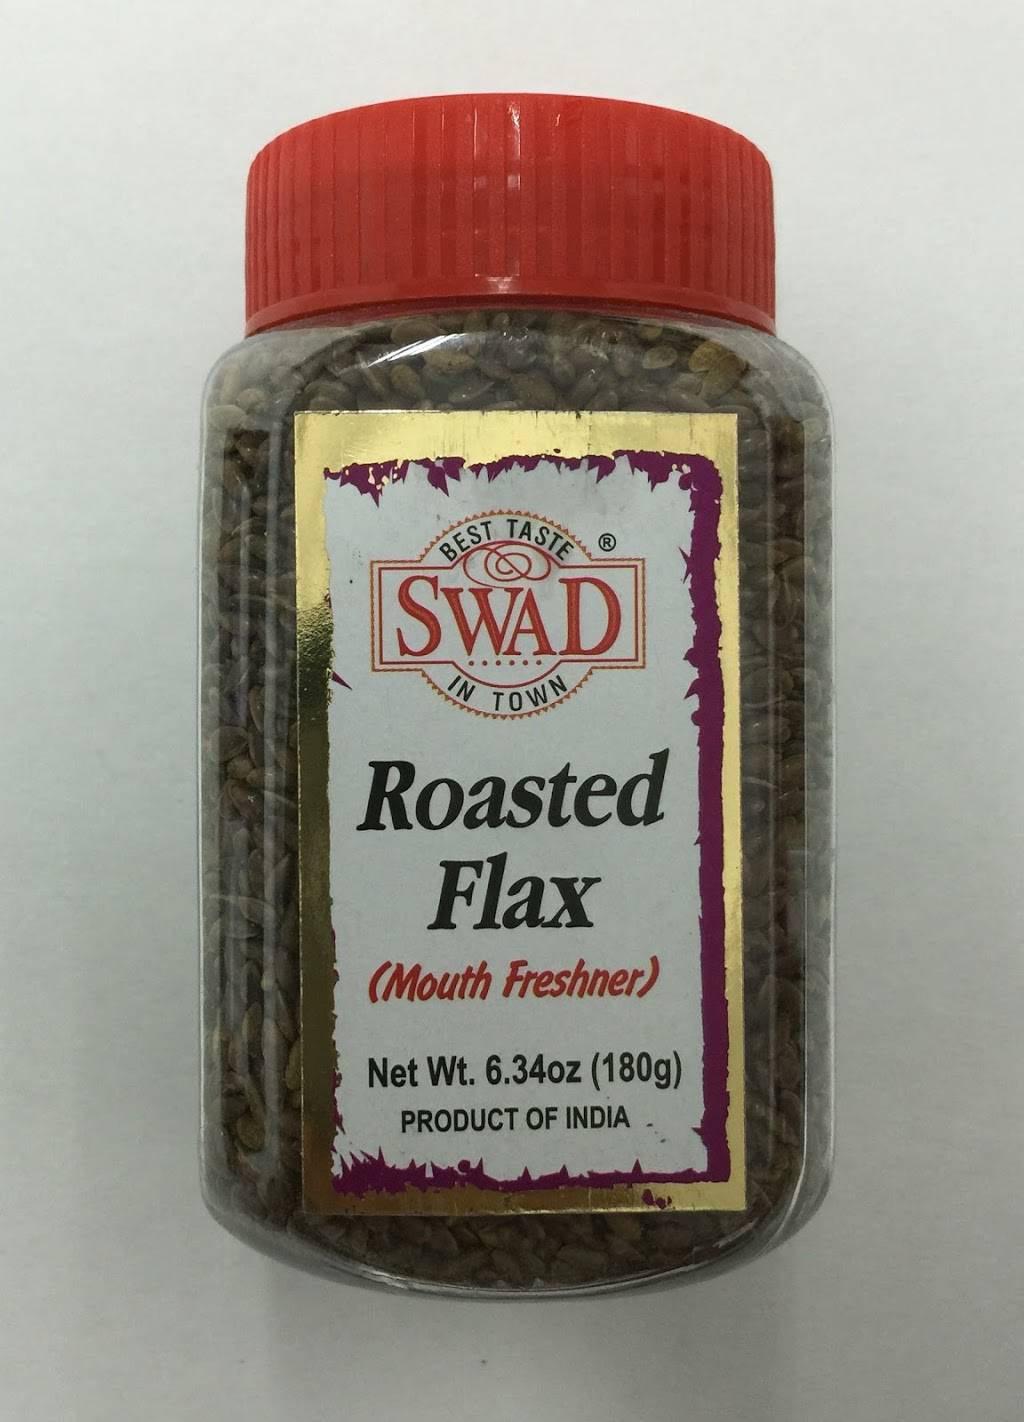 BEST TASTE
®
SWAD
IN TOWN
Roasted
Flax
(Mouth Freshner)
Net Wt. 6.34oz (180g)
PRODUCT OF INDIA